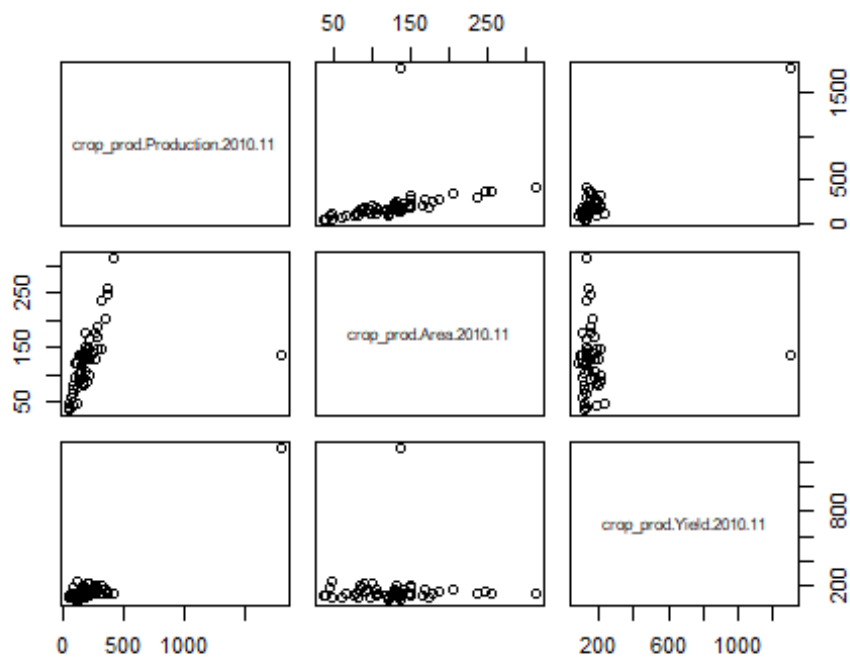 50 150 250
crop_prod.Production.2010.11
0 500 1500
50 150 250
crop_prod.Area.2010.11
crop_prod.Yield.2010.11
200 800
0 500 1000
200 600 1000